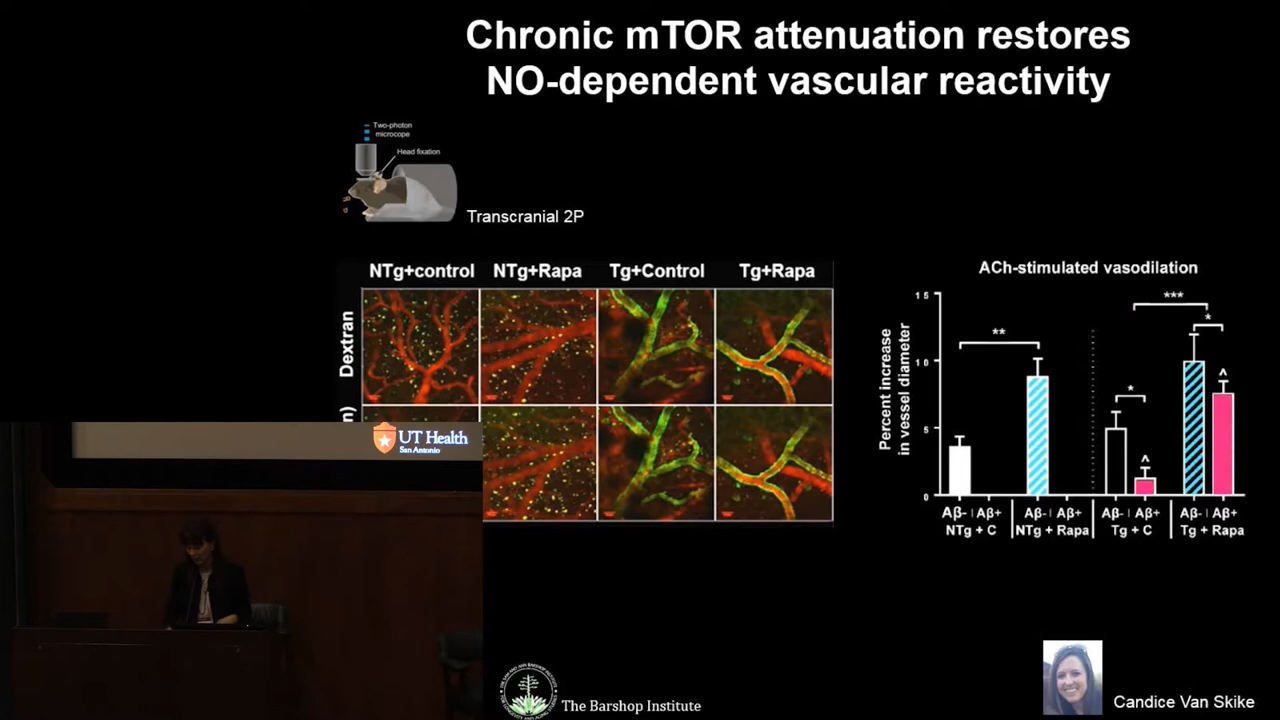 Chronic mTOR attenuation restores
NO-dependent vascular reactivity
Two-photon
microcope
Head fixation
Transcranial 2P
NTg+control NTg+Rapa Tg+Control Tg+Rapa
Dextran
n)
ACh-stimulated vasodilation
Percent increase
in vessel diameter
15
10
5
0
** * *** *
^ ^
Aβ- | Aβ+ Aβ- | Aβ+ Aβ- | Aβ+ Aβ- | Aβ+
NTg + C NTg + Rapa Tg + C Tg + Rapa
UT Health
San Antonio
The Barshop Institute
Candice Van Skike